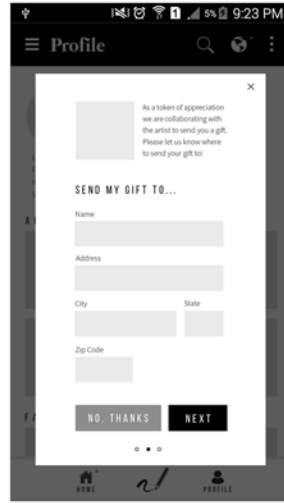 5% 9:23 PM
Profile
As a token of appreciation
we are collaborating with
the artist to send you a gift.
Please let us know where
to send your gift to!
SEND MY GIFT TO...
Name
Address
City State
Zip Code
NO, THANKS NEXT
HOME PROFILE